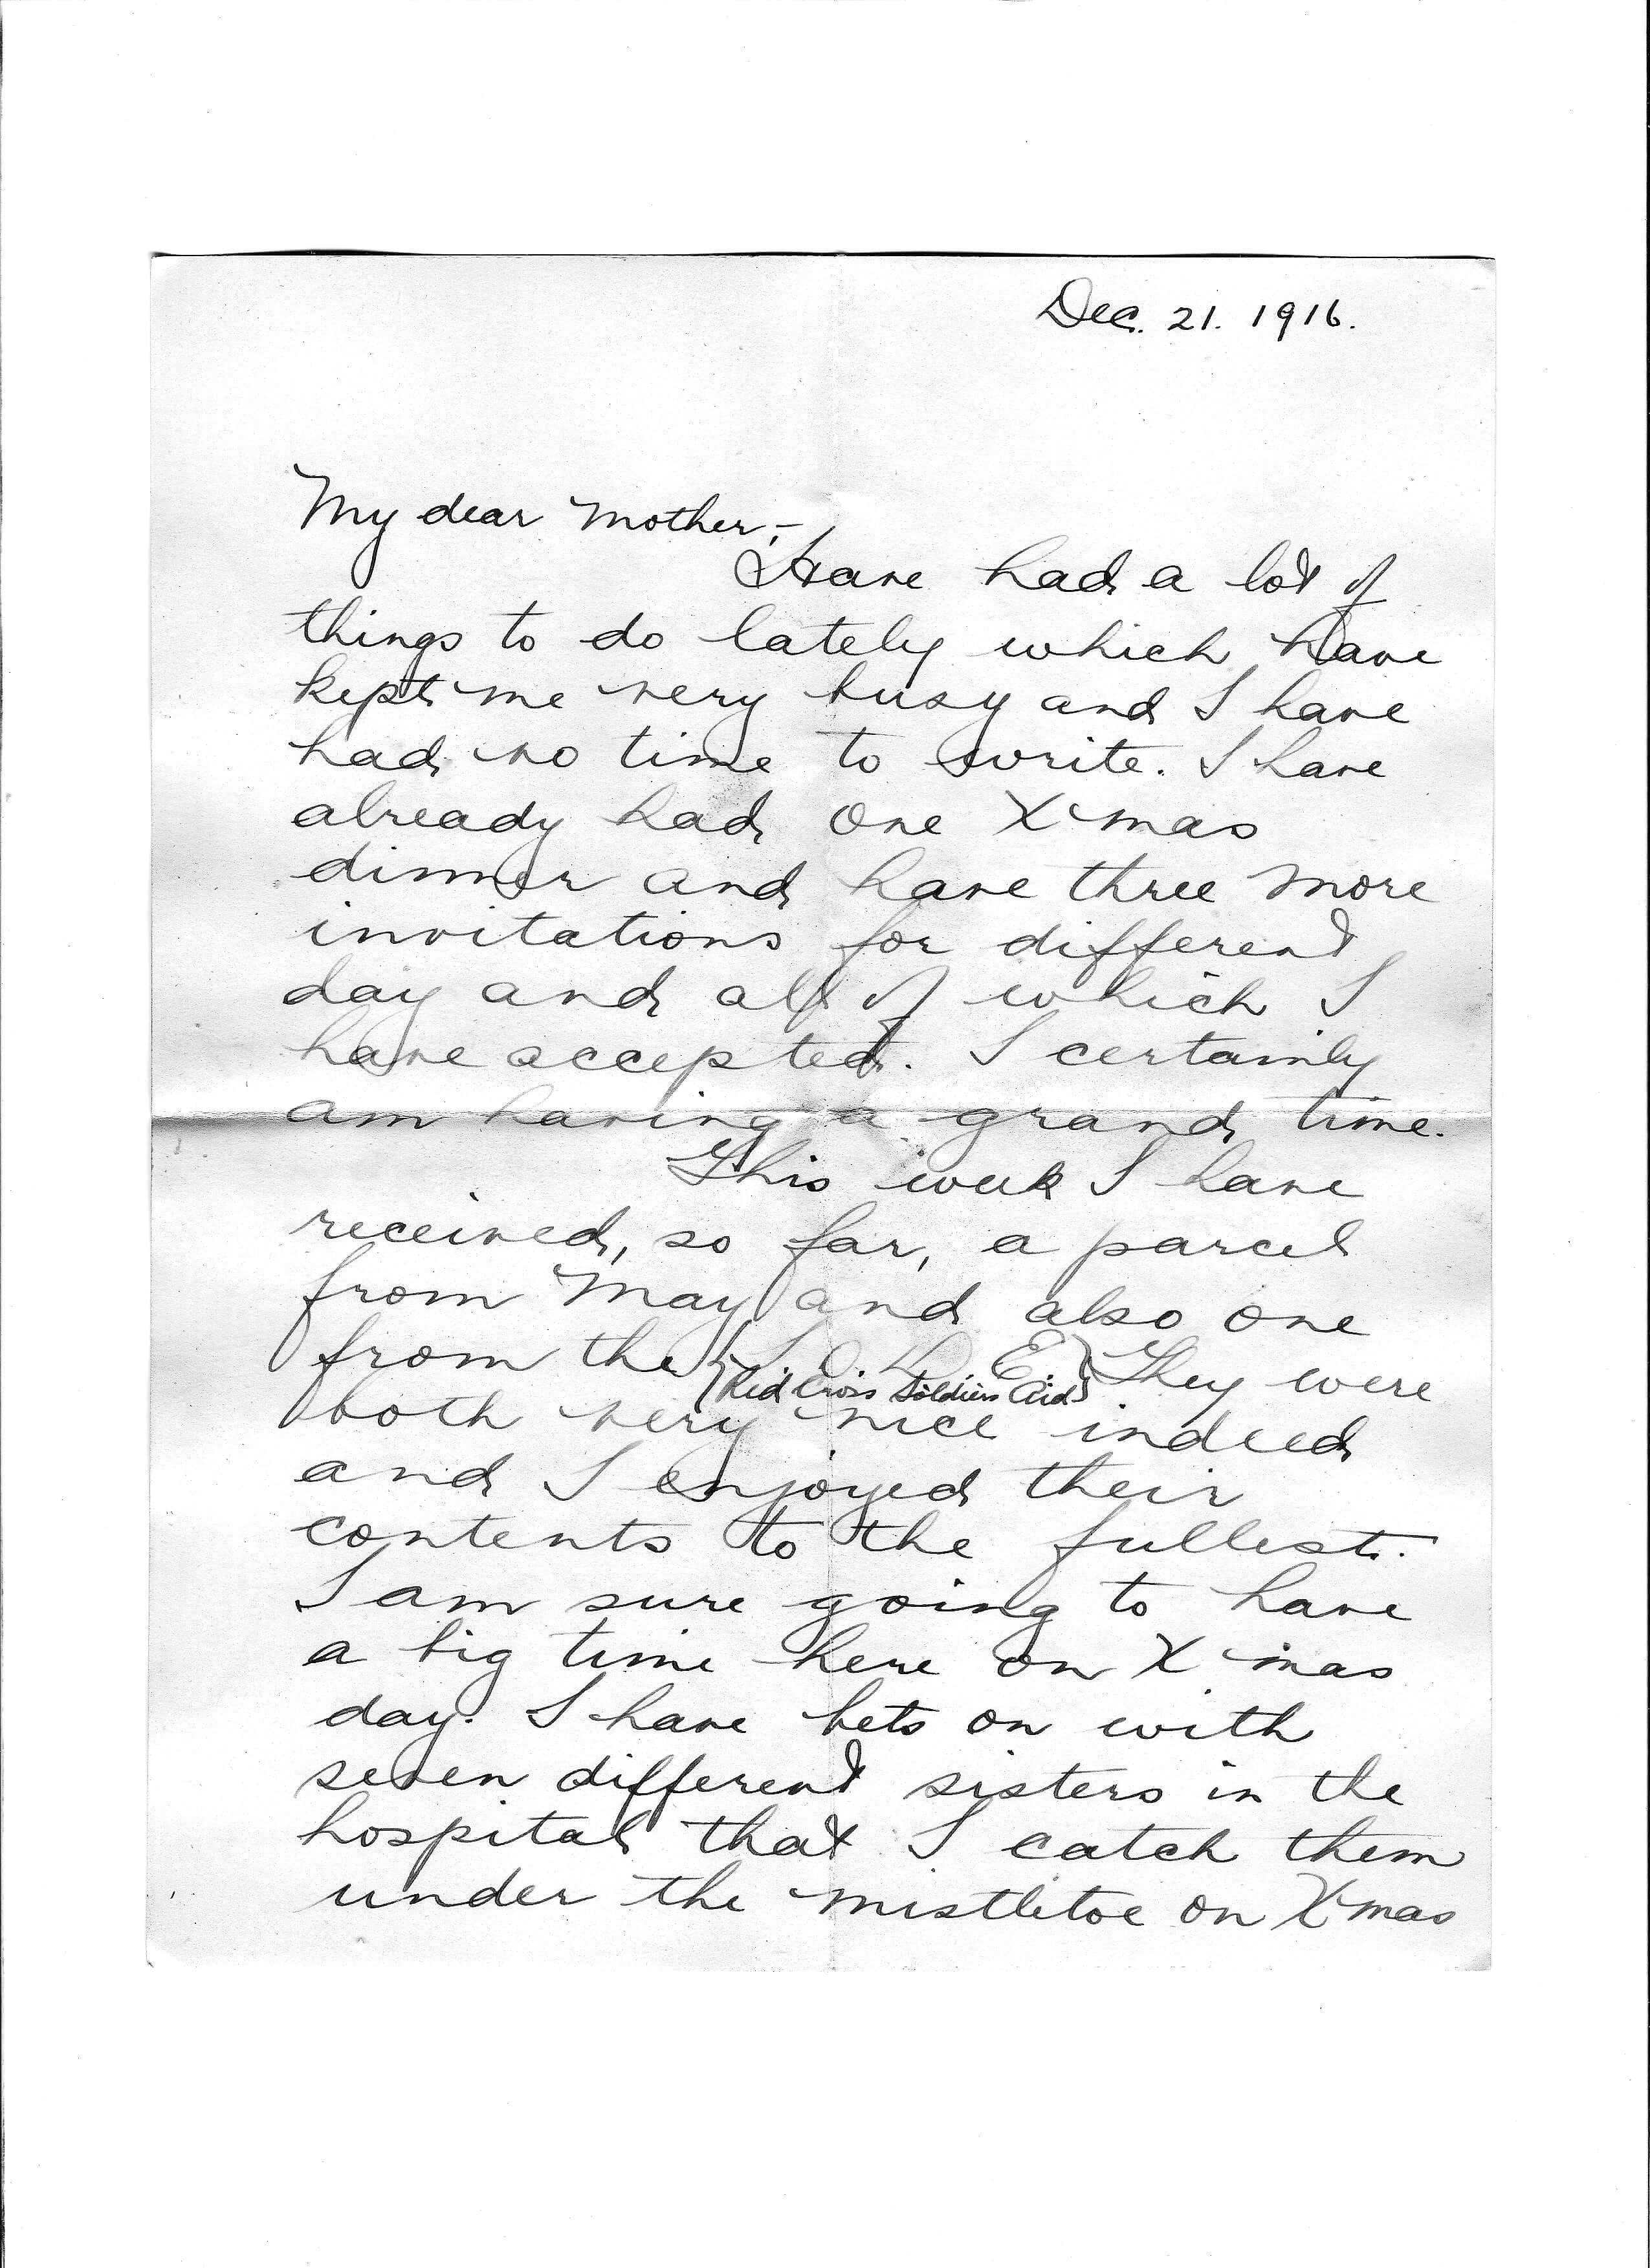 Dec. 21. 1916.
My dear Mother,-
Have had a lot of
things to do lately which have
kept me very busy and I have
had no time to write. I have
already had one X mas
dinner and have three more
invitations for different
day and all of which I
have accepted. I certainly
am having a grand time.
This week I have
received, so far, a parcel
from May and also one
from the {I O D E} They were
(Red Cross Soldiers Aid)
both very nice indeed
and I enjoyed their
contents to the fullest.
I am sure going to have
a big time here on X mas
day. I have bets on with
seven different sisters in the
hospital that I catch them
under the mistletoe on X mas